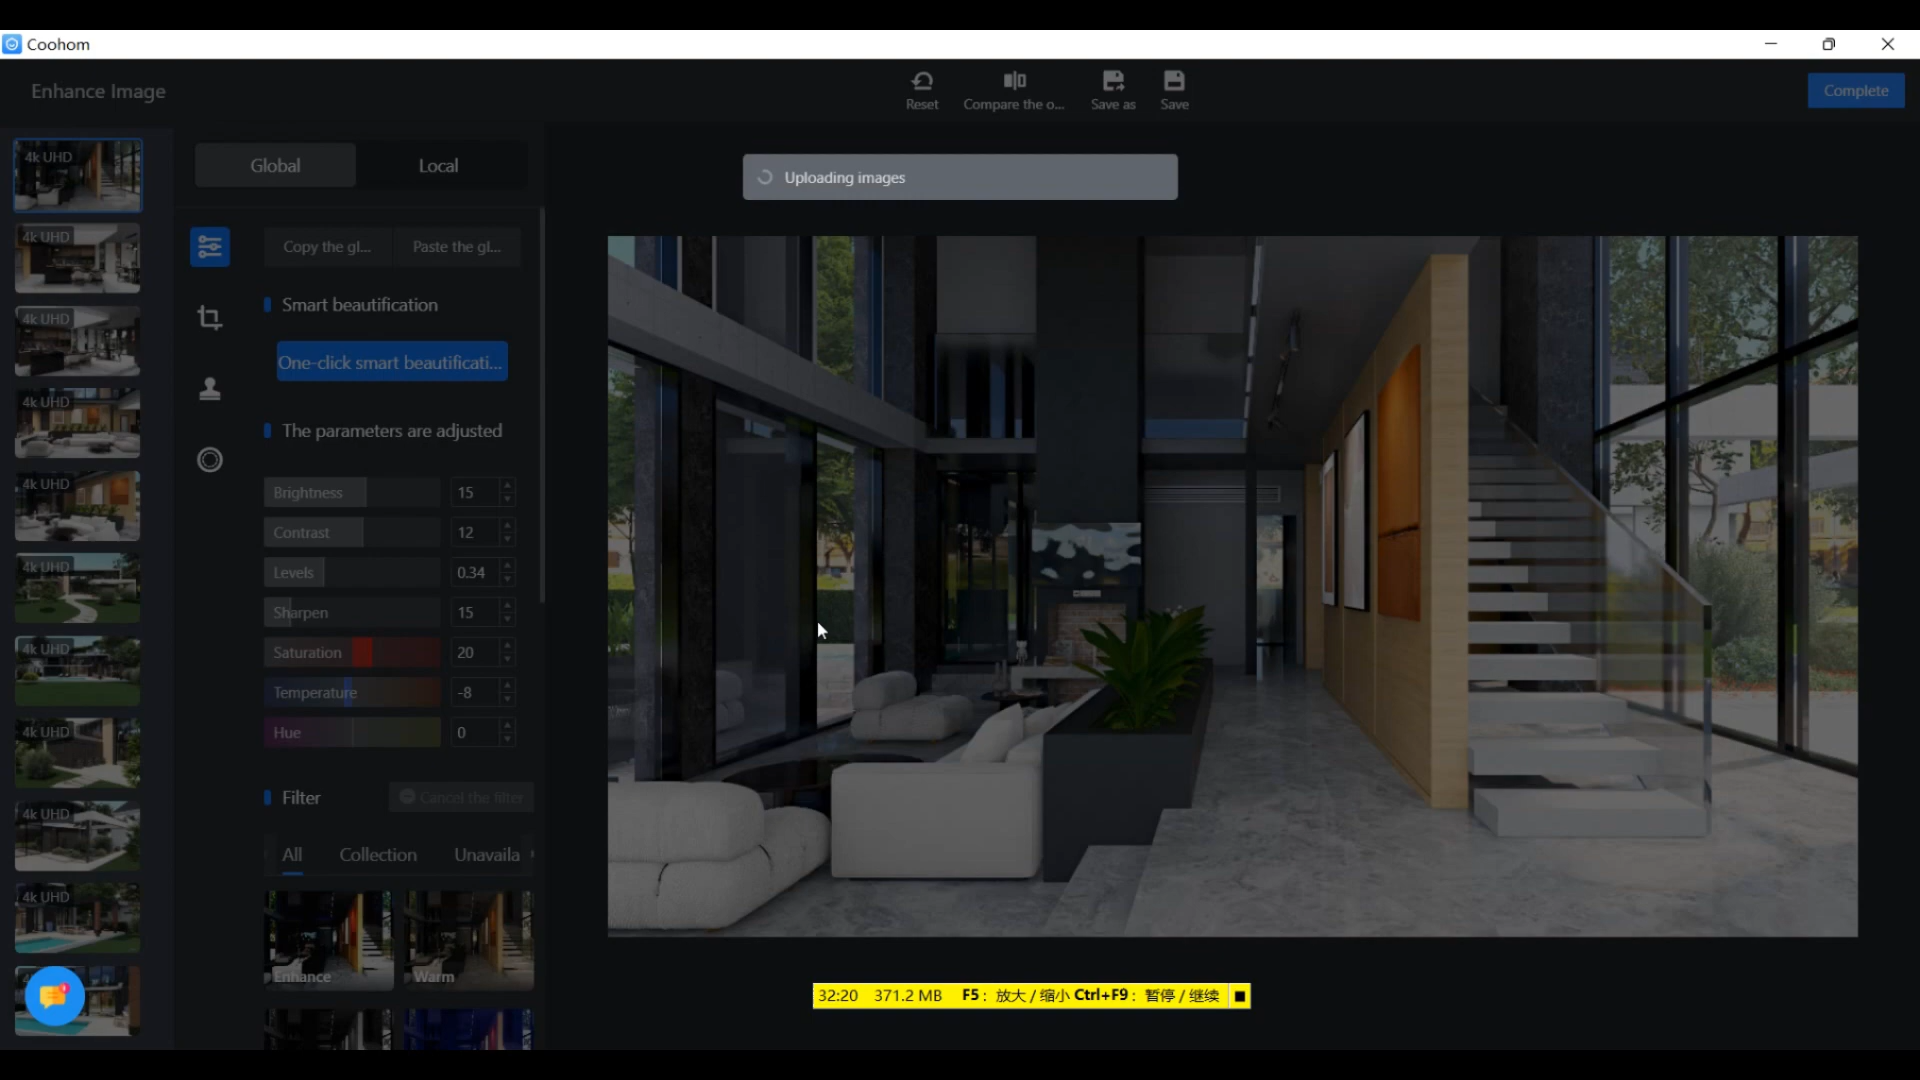 Coohom
Enhance Image
Reset
Compare the o...
Save as
Save
Complete
4k UHD
Global
Local
Uploading images
4k UHD
Copy the gl...
Paste the gl...
Smart beautification
4k UHD
One-click smart beautificati...
4k UHD
The parameters are adjusted
4k UHD
Brightness 15
Contrast 12
4k UHD
Levels 0.34
Sharpen 15
4k UHD
Saturation 20
Temperature -8
4k UHD
Hue 0
Filter
Cancel the filter
4k UHD
All
Collection
Unavaila
4k UHD
Enhance
Warm
32:20 371.2 MB F5: 放大/缩小 Ctrl+F9: 暂停/继续